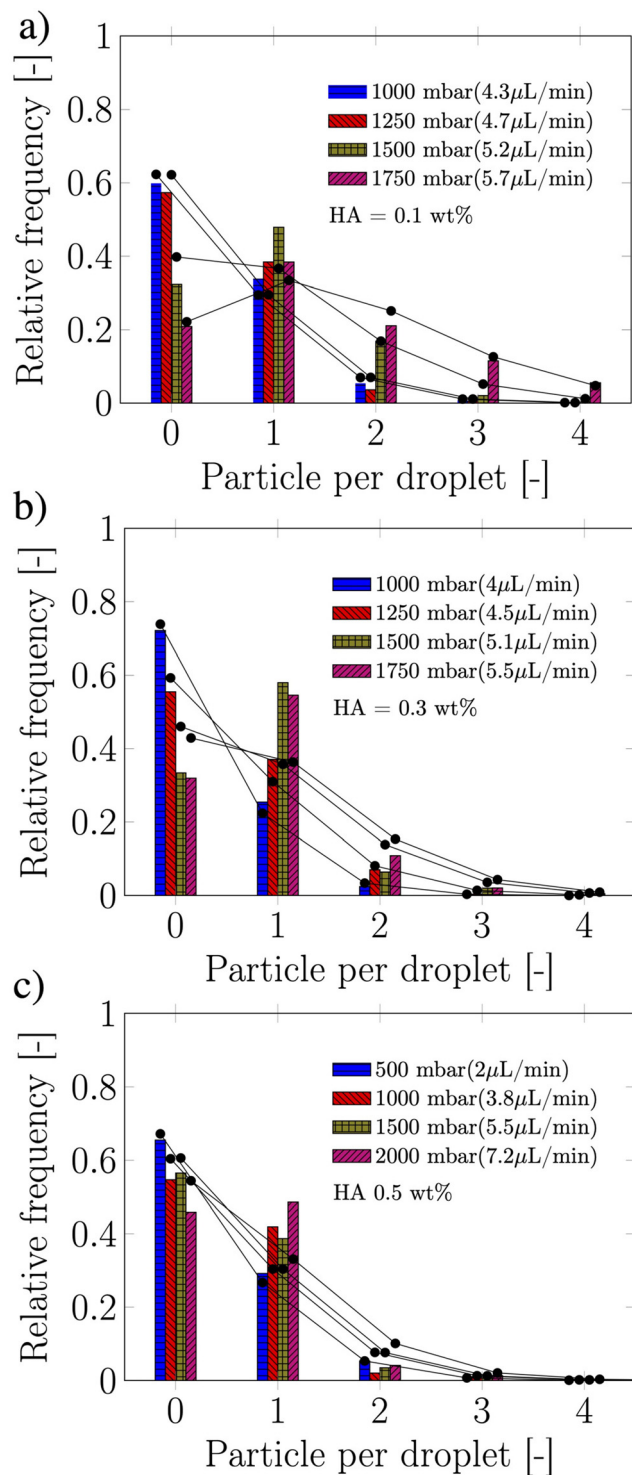 a)
1
0.8
0.6
0.4
0.2
0
Relative frequency [-]
1000 mbar(4.3μL/min)
1250 mbar(4.7μL/min)
1500 mbar(5.2μL/min)
1750 mbar(5.7μL/min)
HA = 0.1 wt%
0 1 2 3 4
Particle per droplet [-]
b)
1
0.8
0.6
0.4
0.2
0
Relative frequency [-]
1000 mbar(4μL/min)
1250 mbar(4.5μL/min)
1500 mbar(5.1μL/min)
1750 mbar(5.5μL/min)
HA = 0.3 wt%
0 1 2 3 4
Particle per droplet [-]
c)
1
0.8
0.6
0.4
0.2
0
Relative frequency [-]
500 mbar(2μL/min)
1000 mbar(3.8μL/min)
1500 mbar(5.5μL/min)
2000 mbar(7.2μL/min)
HA 0.5 wt%
0 1 2 3 4
Particle per droplet [-]